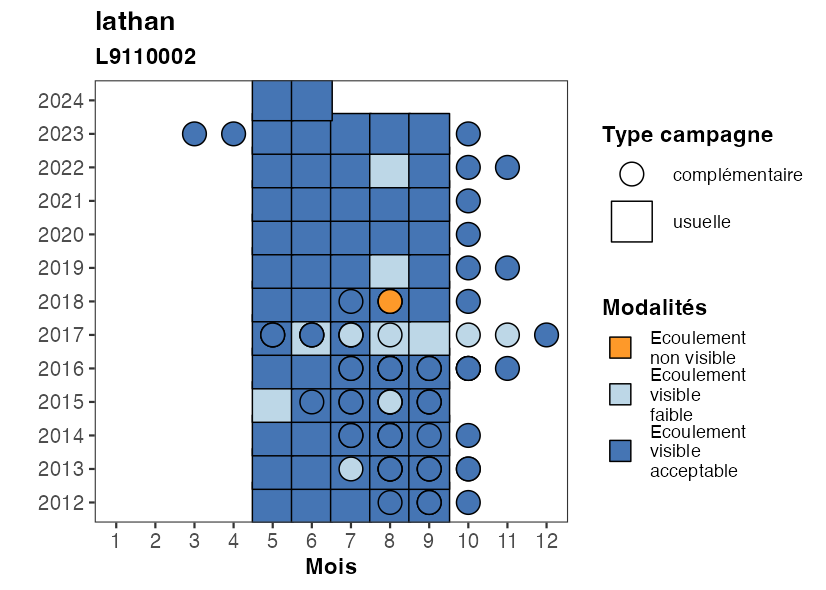 lathan
L9110002
2024
2023
2022
2021
2020
2019
2018
2017
2016
2015
2014
2013
2012
1 2 3 4 5 6 7 8 9 10 11 12
Mois
Type campagne
complémentaire
usuelle
Modalités
Ecoulement
non visible
Ecoulement
visible
faible
Ecoulement
visible
acceptable